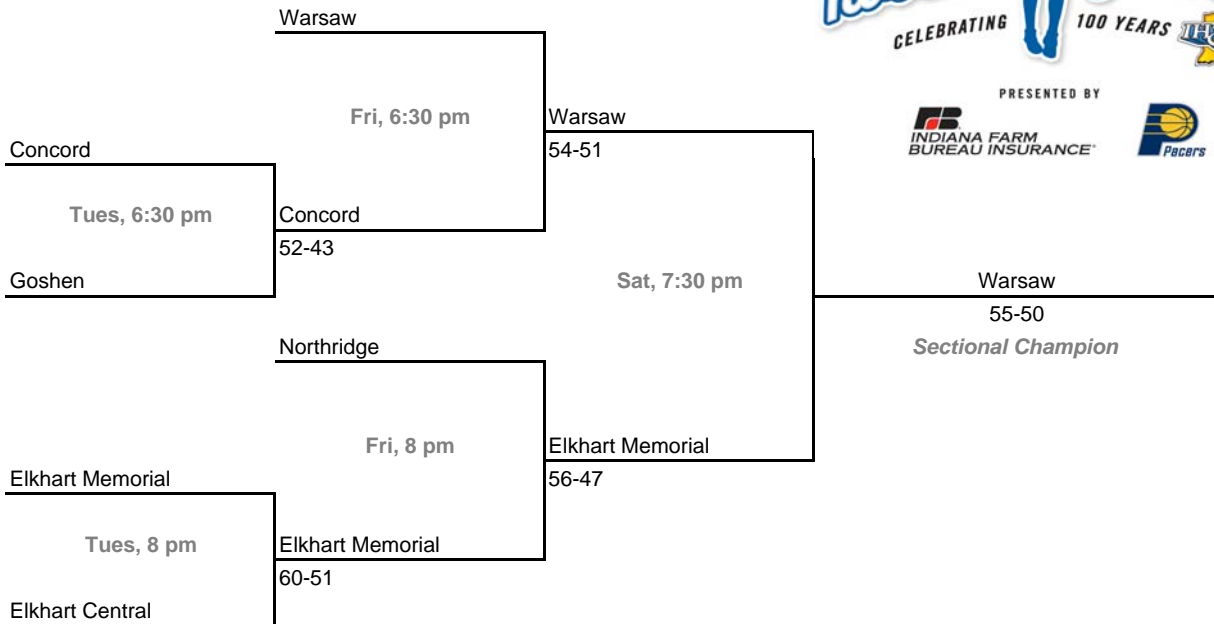 Warsaw
CELEBRATING 100 YEARS
PRESENTED BY
INDIANA FARM
BUREAU INSURANCE
Pacers
Fri, 6:30 pm
Warsaw
54-51
Concord
Tues, 6:30 pm
Concord
52-43
Goshen
Sat, 7:30 pm
Warsaw
55-50
Sectional Champion
Northridge
Fri, 8 pm
Elkhart Memorial
56-47
Elkhart Memorial
Tues, 8 pm
Elkhart Memorial
60-51
Elkhart Central